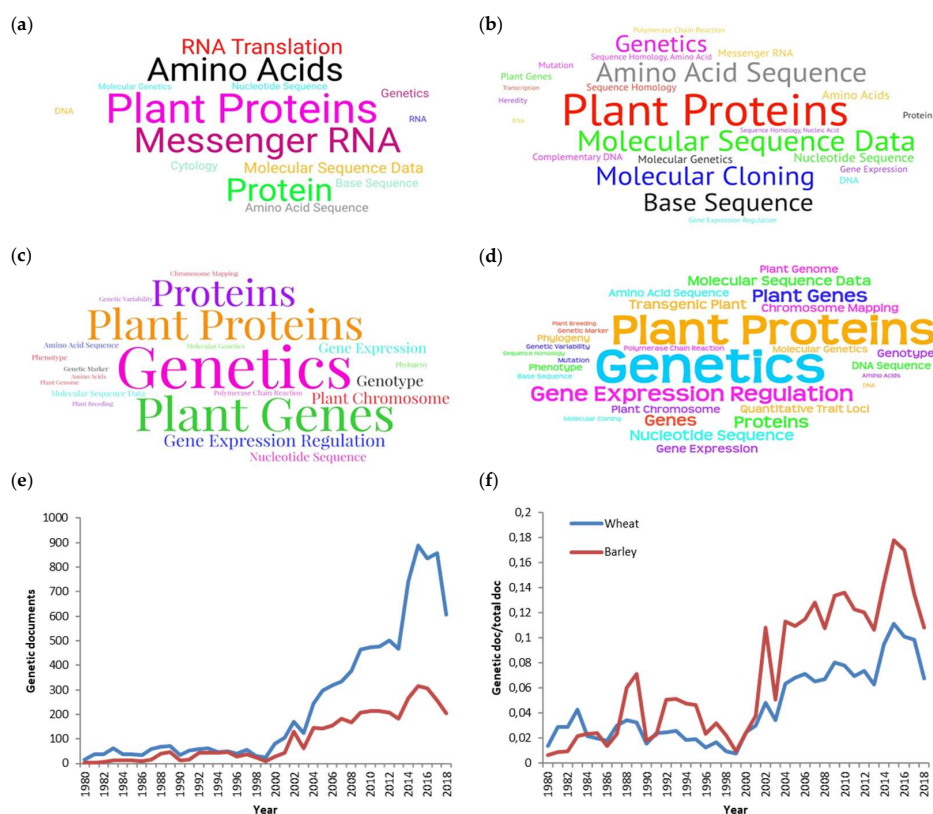 (a)
RNA Translation
Amino Acids
Molecular Genetics
Nucleotide Sequence
Genetics
DNA
Plant Proteins
RNA
Messenger RNA
Cytology
Molecular Sequence Data
Protein
Base Sequence
Amino Acid Sequence
(b)
Polymerase Chain Reaction
Genetics
Messenger RNA
Sequence Homology, Amino Acid
Mutation
Amino Acid Sequence
Plant Genes
Transcription
Sequence Homology
Amino Acids
Heredity
Plant Proteins
Protein
RNA
Sequence Homology, Nucleic Acid
Molecular Sequence Data
Complementary DNA
Molecular Genetics
Nucleotide Sequence
Gene Expression
Molecular Cloning
DNA
Base Sequence
Gene Expression Regulation
(c)
Chromosome Mapping
Proteins
Genetic Variability
Plant Proteins
Amino Acid Sequence
Molecular Genetics
Gene Expression
Phenotype
Genetics
Phylogeny
Genetic Marker
Amino Acids
Plant Genome
Genotype
Molecular Sequence Data
Polymerase Chain Reaction
Plant Chromosome
Plant Breeding
Plant Genes
Gene Expression Regulation
Nucleotide Sequence
(d)
Plant Genome
Molecular Sequence Data
Amino Acid Sequence
Plant Genes
Transgenic Plant
Chromosome Mapping
Plant Breeding
Genetic Marker
Plant Proteins
Phylogeny
Genetic Variability
Polymerase Chain Reaction
Molecular Genetics
Sequence Homology
Genotype
Mutation
Genetics
Phenotype
DNA Sequence
Base Sequence
Amino Acids
DNA
Gene Expression Regulation
Plant Chromosome
Quantitative Trait Loci
Molecular Cloning
Genes
Proteins
Nucleotide Sequence
Gene Expression
(e)
Genetic documents
1000
900
800
700
600
500
400
300
200
100
0
1980
1982
1984
1986
1988
1990
1992
1994
1996
1998
2000
2002
2004
2006
2008
2010
2012
2014
2016
2018
Year
(f)
Genetic doc/total doc
0,2
0,18
0,16
0,14
0,12
0,1
0,08
0,06
0,04
0,02
0
Wheat
Barley
1980
1982
1984
1986
1988
1990
1992
1994
1996
1998
2000
2002
2004
2006
2008
2010
2012
2014
2016
2018
Year